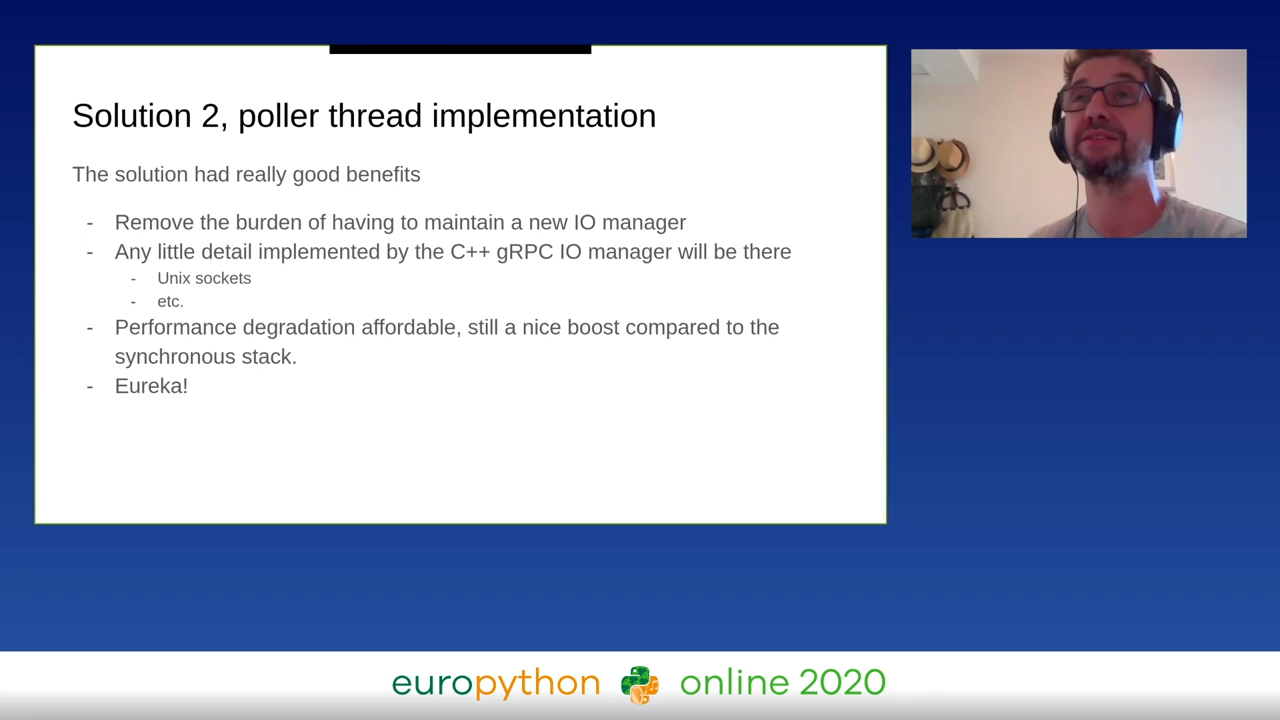 Solution 2, poller thread implementation
The solution had really good benefits
- Remove the burden of having to maintain a new IO manager
- Any little detail implemented by the C++ gRPC IO manager will be there
- Unix sockets
- etc.
- Performance degradation affordable, still a nice boost compared to the
synchronous stack.
- Eureka!
europython online 2020